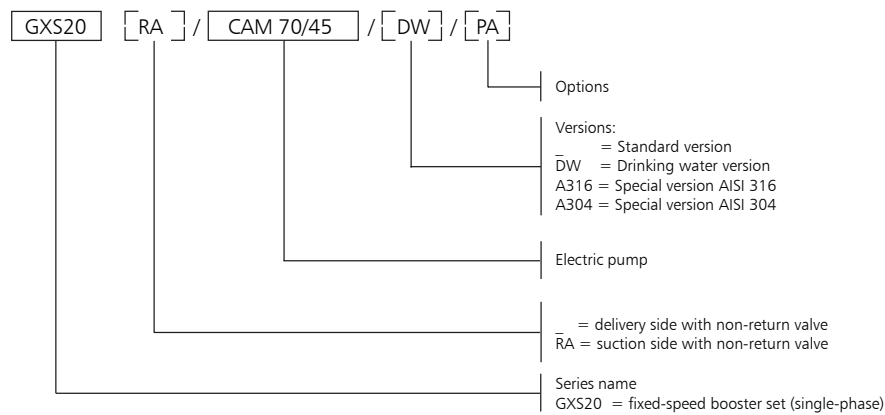 GXS20 RA / CAM 70/45 / DW / PA
Options
Versions:
_ = Standard version
DW = Drinking water version
A316 = Special version AISI 316
A304 = Special version AISI 304
Electric pump
_ = delivery side with non-return valve
RA = suction side with non-return valve
Series name
GXS20 = fixed-speed booster set (single-phase)